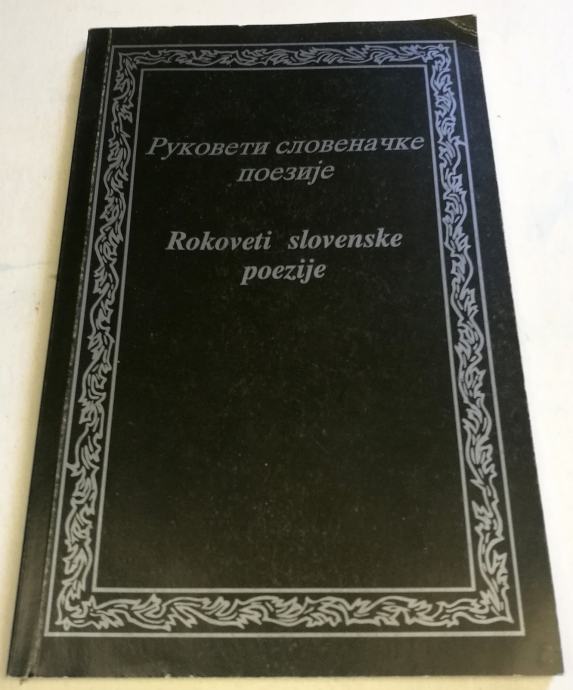 Руковети словеначке
поезије
Rokoveti slovenske
poezije